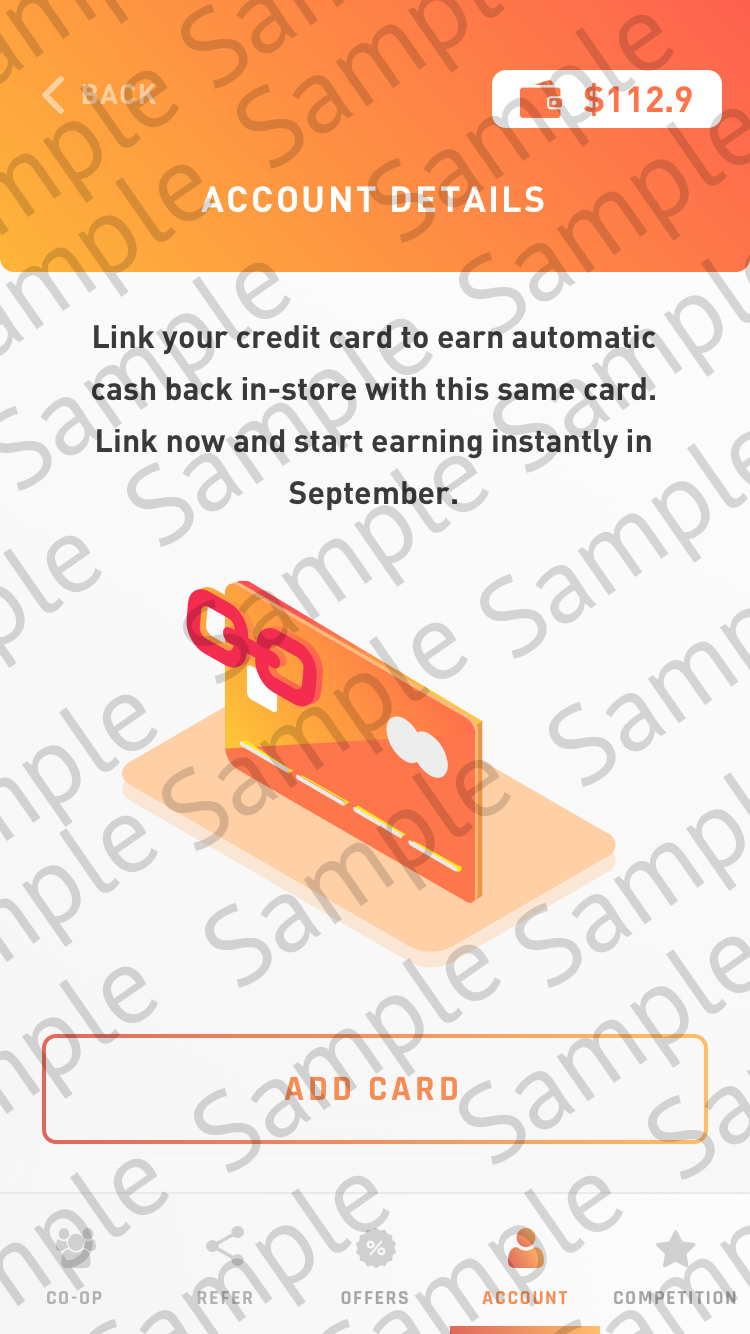 BACK
$112.9
ACCOUNT DETAILS
Link your credit card to earn automatic
cash back in-store with this same card.
Link now and start earning instantly in
September.
ADD CARD
CO-OP
REFER
OFFERS
ACCOUNT
COMPETITION
Sample